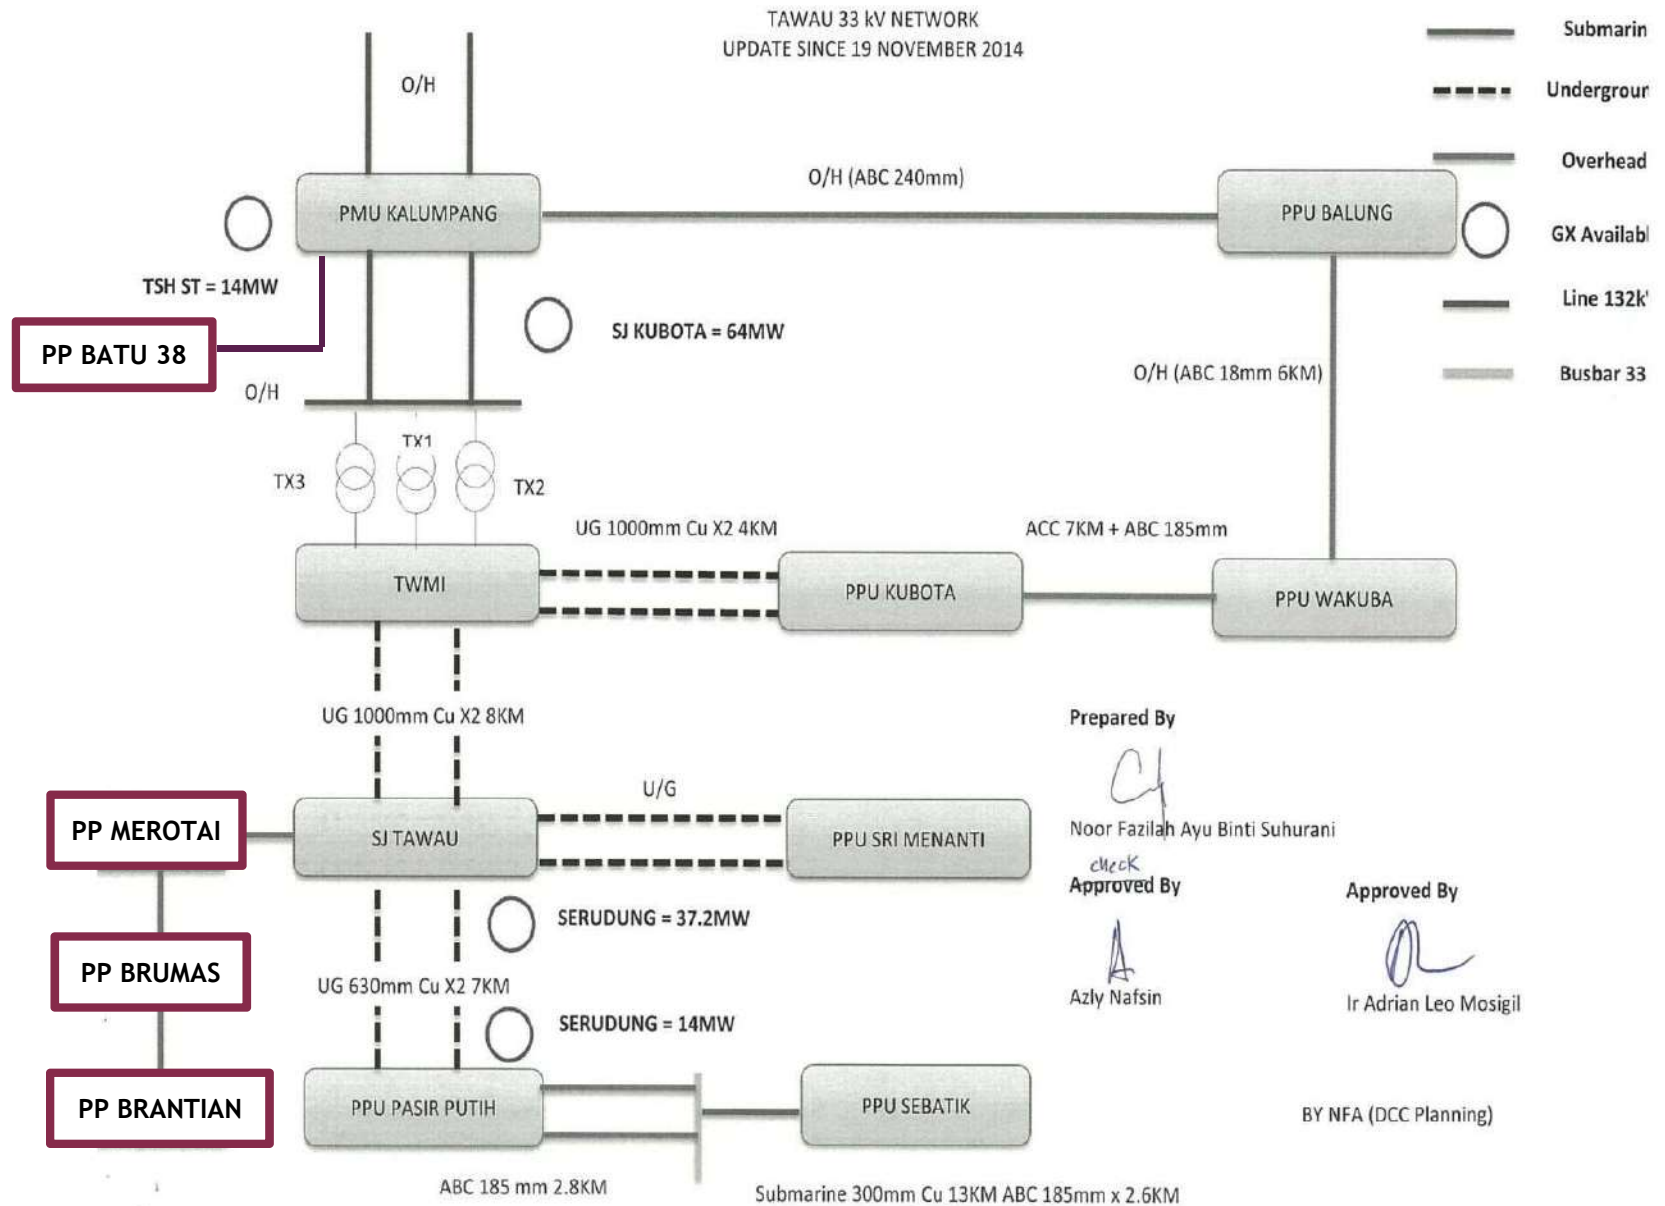 TAWAU 33 kV NETWORK
UPDATE SINCE 19 NOVEMBER 2014
Submarin
Undergrour
Overhead
GX Availabl
Line 132k'
Busbar 33
O/H
O/H (ABC 240mm)
PMU KALUMPANG
PPU BALUNG
TSH ST = 14MW
SJ KUBOTA = 64MW
PP BATU 38
O/H (ABC 18mm 6KM)
O/H
TX1
TX3
TX2
UG 1000mm Cu X2 4KM
ACC 7KM + ABC 185mm
TWMI
PPU KUBOTA
PPU WAKUBA
UG 1000mm Cu X2 8KM
Prepared By
U/G
PP MEROTAI
SJ TAWAU
PPU SRI MENANTI
Noor Fazilah Ayu Binti Suhurani
check
Approved By
Approved By
SERUDUNG = 37.2MW
PP BRUMAS
UG 630mm Cu X2 7KM
Azly Nafsin
Ir Adrian Leo Mosigil
SERUDUNG = 14MW
PP BRANTIAN
PPU PASIR PUTIH
PPU SEBATIK
BY NFA (DCC Planning)
ABC 185 mm 2.8KM
Submarine 300mm Cu 13KM ABC 185mm x 2.6KM